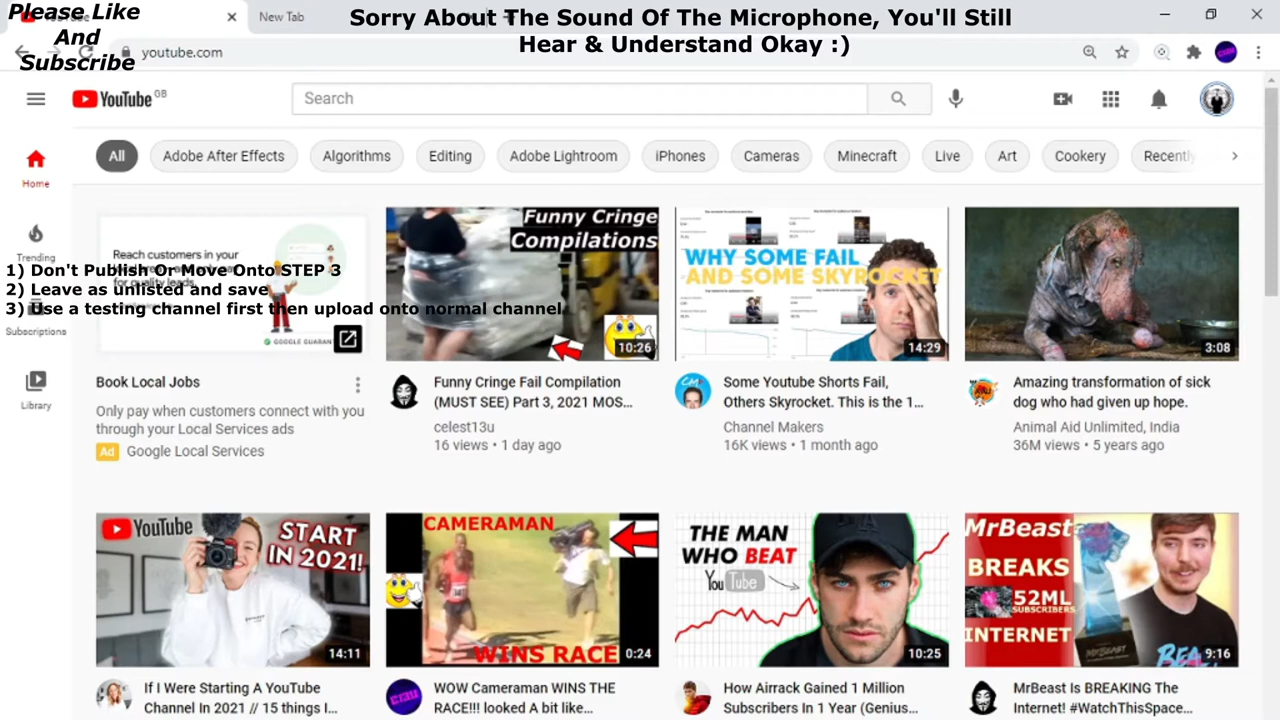 Please Like
And
Subscribe
New Tab
Sorry About The Sound Of The Microphone, You'll Still
Hear & Understand Okay :)
youtube.com
YouTube GB
Search
All
Adobe After Effects
Algorithms
Editing
Adobe Lightroom
iPhones
Cameras
Minecraft
Live
Art
Cookery
Recently
Home
Trending
Subscriptions
Library
1) Don't Publish Or Move Onto STEP 3
2) Leave as unlisted and save
3) Use a testing channel first then upload onto normal channel
Reach customers in your
GOOGLE GUARAN
Book Local Jobs
Only pay when customers connect with you
through your Local Services ads
Ad Google Local Services
Funny Cringe
Compilations
10:26
Funny Cringe Fail Compilation
(MUST SEE) Part 3, 2021 MOS...
celest13u
16 views • 1 day ago
WHY SOME FAIL
AND SOME SKYROCKET
14:29
Some Youtube Shorts Fail,
Others Skyrocket. This is the 1...
Channel Makers
16K views • 1 month ago
3:08
Amazing transformation of sick
dog who had given up hope.
Animal Aid Unlimited, India
36M views • 5 years ago
YouTube
START
IN 2021!
14:11
If I Were Starting A YouTube
Channel In 2021 // 15 things I...
CAMERAMAN
WINS RACE
0:24
WOW Cameraman WINS THE
RACE!!! looked A bit like...
THE MAN
WHO BEAT
YouTube
10:25
How Airrack Gained 1 Million
Subscribers In 1 Year (Genius...
MrBeast
BREAKS
52ML
SUBSCRIBERS
INTERNET
9:16
MrBeast Is BREAKING The
Internet! #WatchThisSpace...